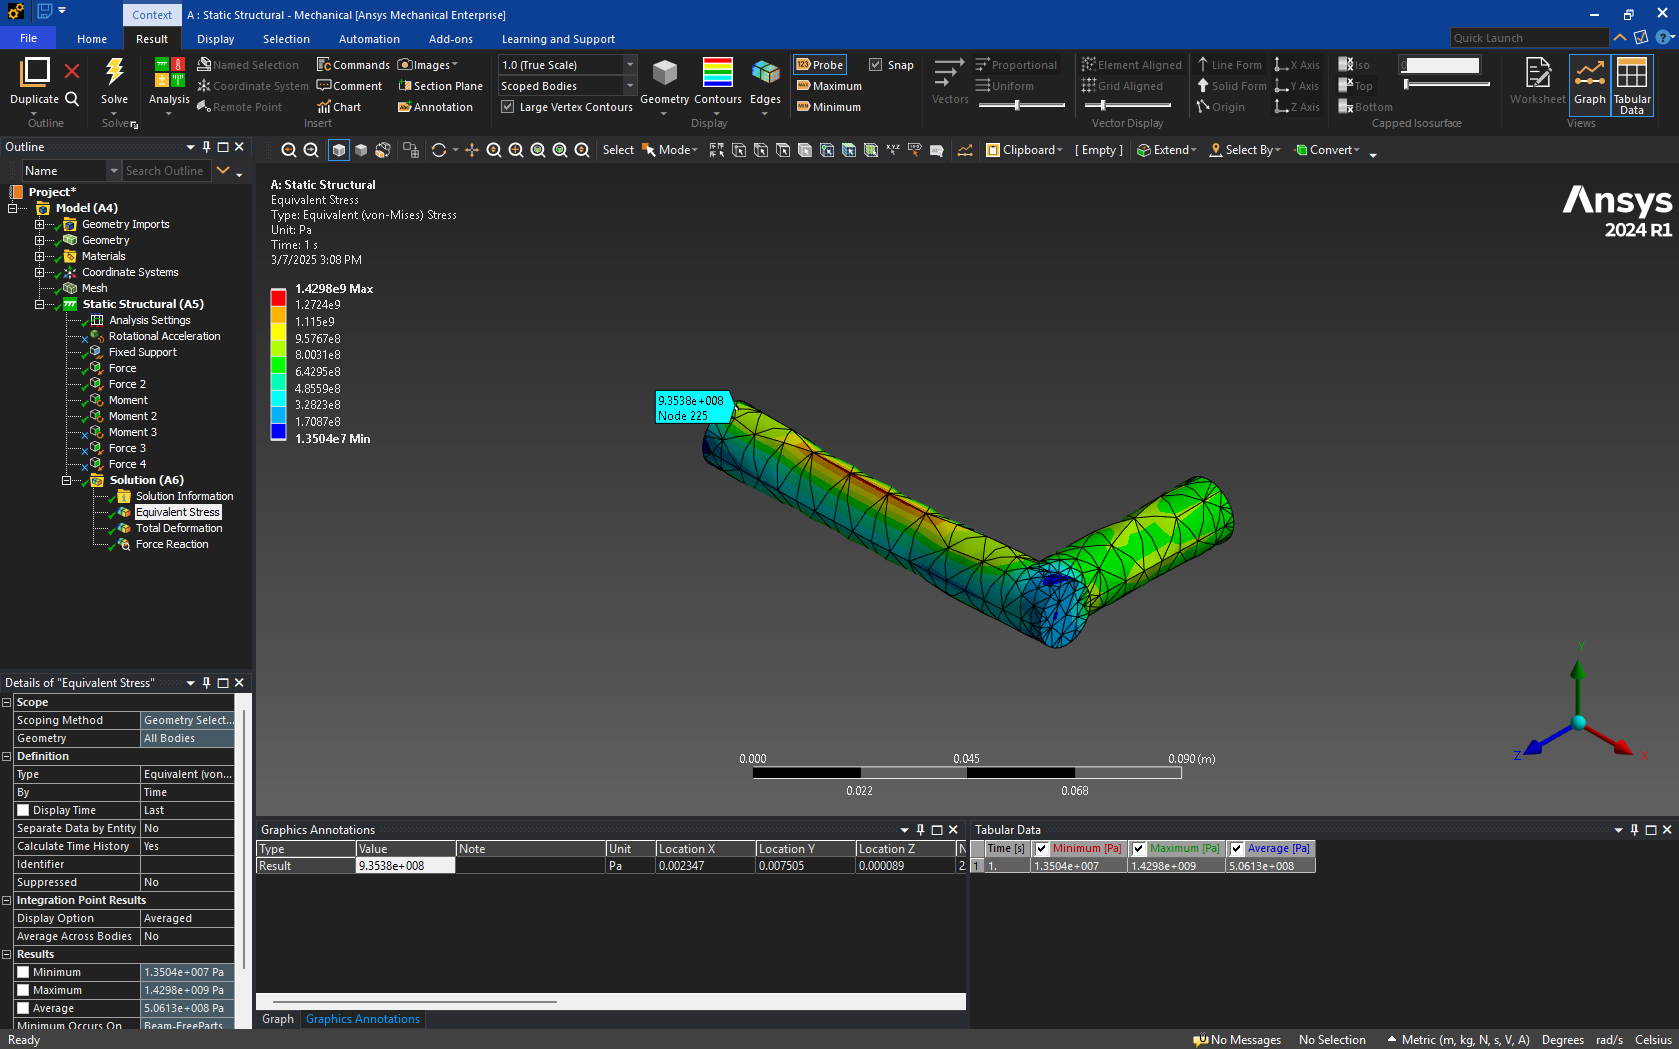 Context
A : Static Structural - Mechanical [Ansys Mechanical Enterprise]
File
Home
Result
Display
Selection
Automation
Add-ons
Learning and Support
Quick Launch
Duplicate
Outline
Solve
Solver
Analysis
Named Selection
Coordinate System
Remote Point
Commands
Comment
Chart
Images
Section Plane
Annotation
Insert
1.0 (True Scale)
Scoped Bodies
Large Vertex Contours
Geometry
Contours
Edges
Display
Probe
Maximum
Minimum
Snap
Vectors
Proportional
Uniform
Element Aligned
Grid Aligned
Line Form
Solid Form
Origin
X Axis
Y Axis
Z Axis
Vector Display
Iso
Top
Bottom
0
Capped Isosurface
Worksheet
Graph
Tabular
Data
Views
Outline
Name
Search Outline
Project*
Model (A4)
Geometry Imports
Geometry
Materials
Coordinate Systems
Mesh
Static Structural (A5)
Analysis Settings
Rotational Acceleration
Fixed Support
Force
Force 2
Moment
Moment 2
Moment 3
Force 3
Force 4
Solution (A6)
Solution Information
Equivalent Stress
Total Deformation
Force Reaction
Select
Mode
Clipboard
[ Empty ]
Extend
Select By
Convert
A: Static Structural
Equivalent Stress
Type: Equivalent (von-Mises) Stress
Unit: Pa
Time: 1 s
3/7/2025 3:08 PM
1.4298e9 Max
1.2724e9
1.115e9
9.5767e8
8.0031e8
6.4295e8
4.8559e8
3.2823e8
1.7087e8
1.3504e7 Min
9.3538e+008
Node 225
Ansys
2024 R1
Y
Z
X
0.000
0.045
0.090 (m)
0.022
0.068
Details of "Equivalent Stress"
Scope
Scoping Method Geometry Select...
Geometry All Bodies
Definition
Type Equivalent (von...
By Time
Display Time Last
Separate Data by Entity No
Calculate Time History Yes
Identifier
Suppressed No
Integration Point Results
Display Option Averaged
Average Across Bodies No
Results
Minimum 1.3504e+007 Pa
Maximum 1.4298e+009 Pa
Average 5.0613e+008 Pa
Minimum Occurs On Beam-FreeParts
Graphics Annotations
Type Value Note Unit Location X Location Y Location Z N
Result 9.3538e+008 Pa 0.002347 0.007505 0.000089 2
Graph
Graphics Annotations
Tabular Data
Time [s] Minimum [Pa] Maximum [Pa] Average [Pa]
1 1. 1.3504e+007 1.4298e+009 5.0613e+008
Ready
No Messages
No Selection
Metric (m, kg, N, s, V, A)
Degrees
rad/s
Celsius